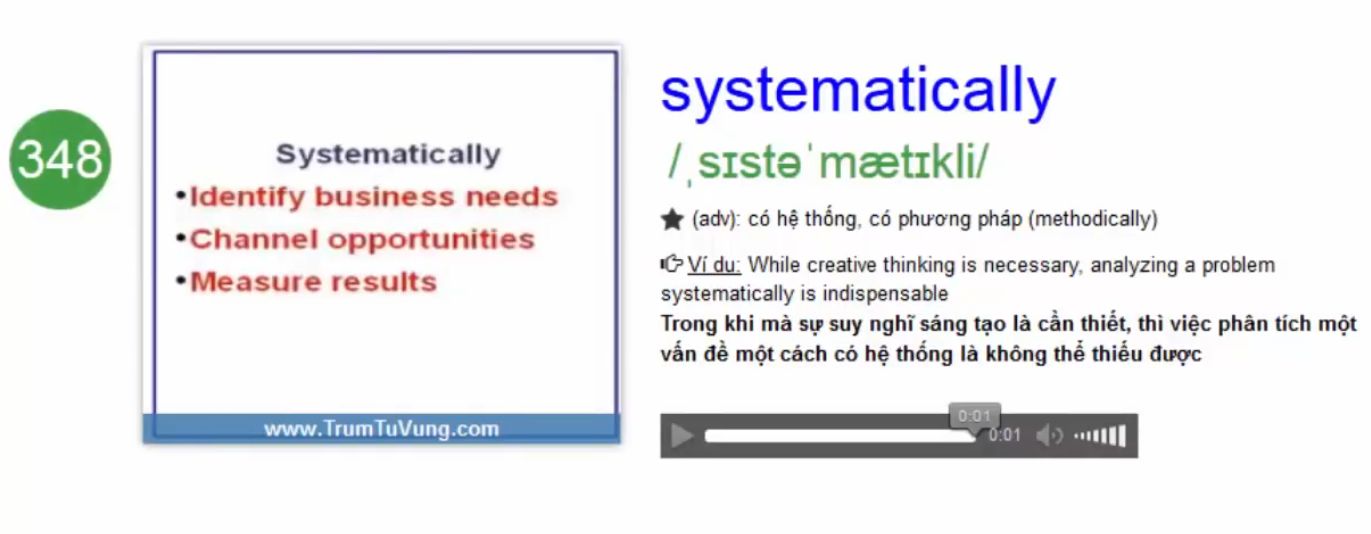 348
Systematically
•Identify business needs
•Channel opportunities
•Measure results
www.TrumTuVung.com
systematically
/ˌsɪstəˈmætɪkli/
(adv): có hệ thống, có phương pháp (methodically)
Ví du: While creative thinking is necessary, analyzing a problem
systematically is indispensable
Trong khi mà sự suy nghĩ sáng tạo là cần thiết, thì việc phân tích một
vấn đề một cách có hệ thống là không thể thiếu được
0:01
0:01